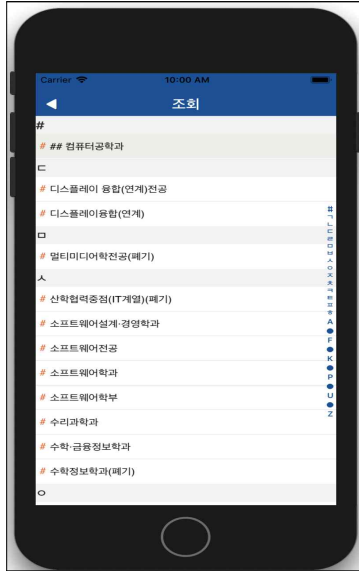 Carrier 10:00 AM
조회
#
# ## 컴퓨터공학과
ㄷ
# 디스플레이 융합(연계)전공
# 디스플레이융합(연계)
ㅁ
# 멀티미디어학전공(폐기)
ㅅ
# 산학협력중점(IT계열)(폐기)
# 소프트웨어설계·경영학과
# 소프트웨어전공
# 소프트웨어학과
# 소프트웨어학부
# 수리과학과
# 수학·금융정보학과
# 수학정보학과(폐기)
ㅇ
#
ㄱ
ㄴ
ㄷ
ㄹ
ㅁ
ㅂ
ㅅ
ㅇ
ㅈ
ㅊ
ㅋ
ㅌ
ㅍ
ㅎ
A
F
K
P
U
Z